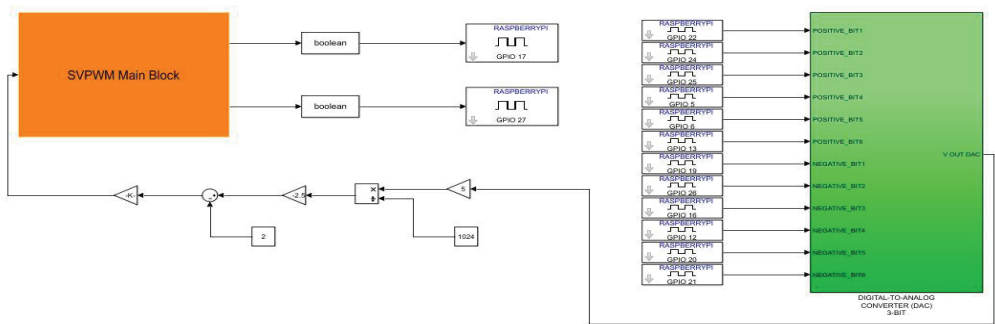 SVPWM Main Block
boolean
RASPBERRYPI
GPIO 17
boolean
RASPBERRYPI
GPIO 27
-K-
-2.5
×
÷
5
2
1024
RASPBERRYPI
GPIO 22
RASPBERRYPI
GPIO 24
RASPBERRYPI
GPIO 25
RASPBERRYPI
GPIO 5
RASPBERRYPI
GPIO 6
RASPBERRYPI
GPIO 13
RASPBERRYPI
GPIO 19
RASPBERRYPI
GPIO 26
RASPBERRYPI
GPIO 16
RASPBERRYPI
GPIO 12
RASPBERRYPI
GPIO 20
RASPBERRYPI
GPIO 21
POSITIVE_BIT1
POSITIVE_BIT2
POSITIVE_BIT3
POSITIVE_BIT4
POSITIVE_BIT5
POSITIVE_BIT6
NEGATIVE_BIT1
NEGATIVE_BIT2
NEGATIVE_BIT3
NEGATIVE_BIT4
NEGATIVE_BIT5
NEGATIVE_BIT6
V OUT DAC
DIGITAL-TO-ANALOG
CONVERTER (DAC)
3-BIT